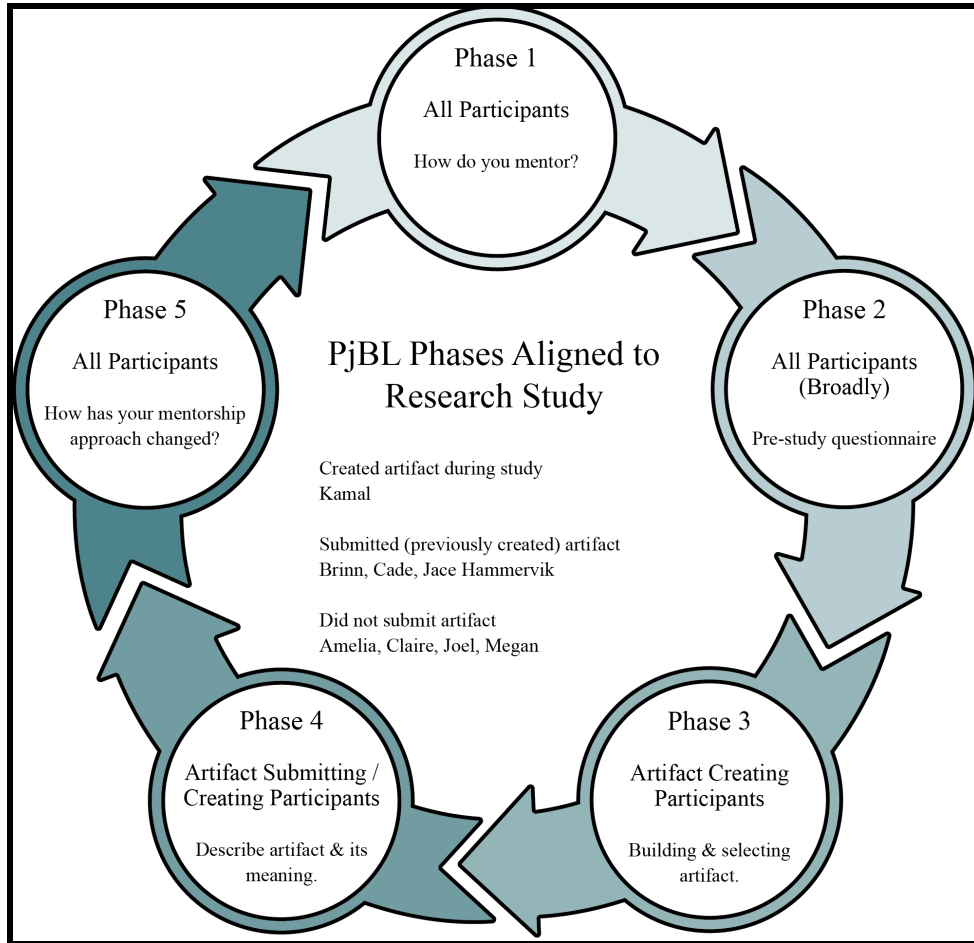 Phase 1
All Participants
How do you mentor?
Phase 2
All Participants
(Broadly)
Pre-study questionnaire
Phase 3
Artifact Creating
Participants
Building & selecting
artifact.
Phase 4
Artifact Submitting /
Creating Participants
Describe artifact & its
meaning.
Phase 5
All Participants
How has your mentorship
approach changed?
PjBL Phases Aligned to
Research Study
Created artifact during study
Kamal
Submitted (previously created) artifact
Brinn, Cade, Jace Hammervik
Did not submit artifact
Amelia, Claire, Joel, Megan